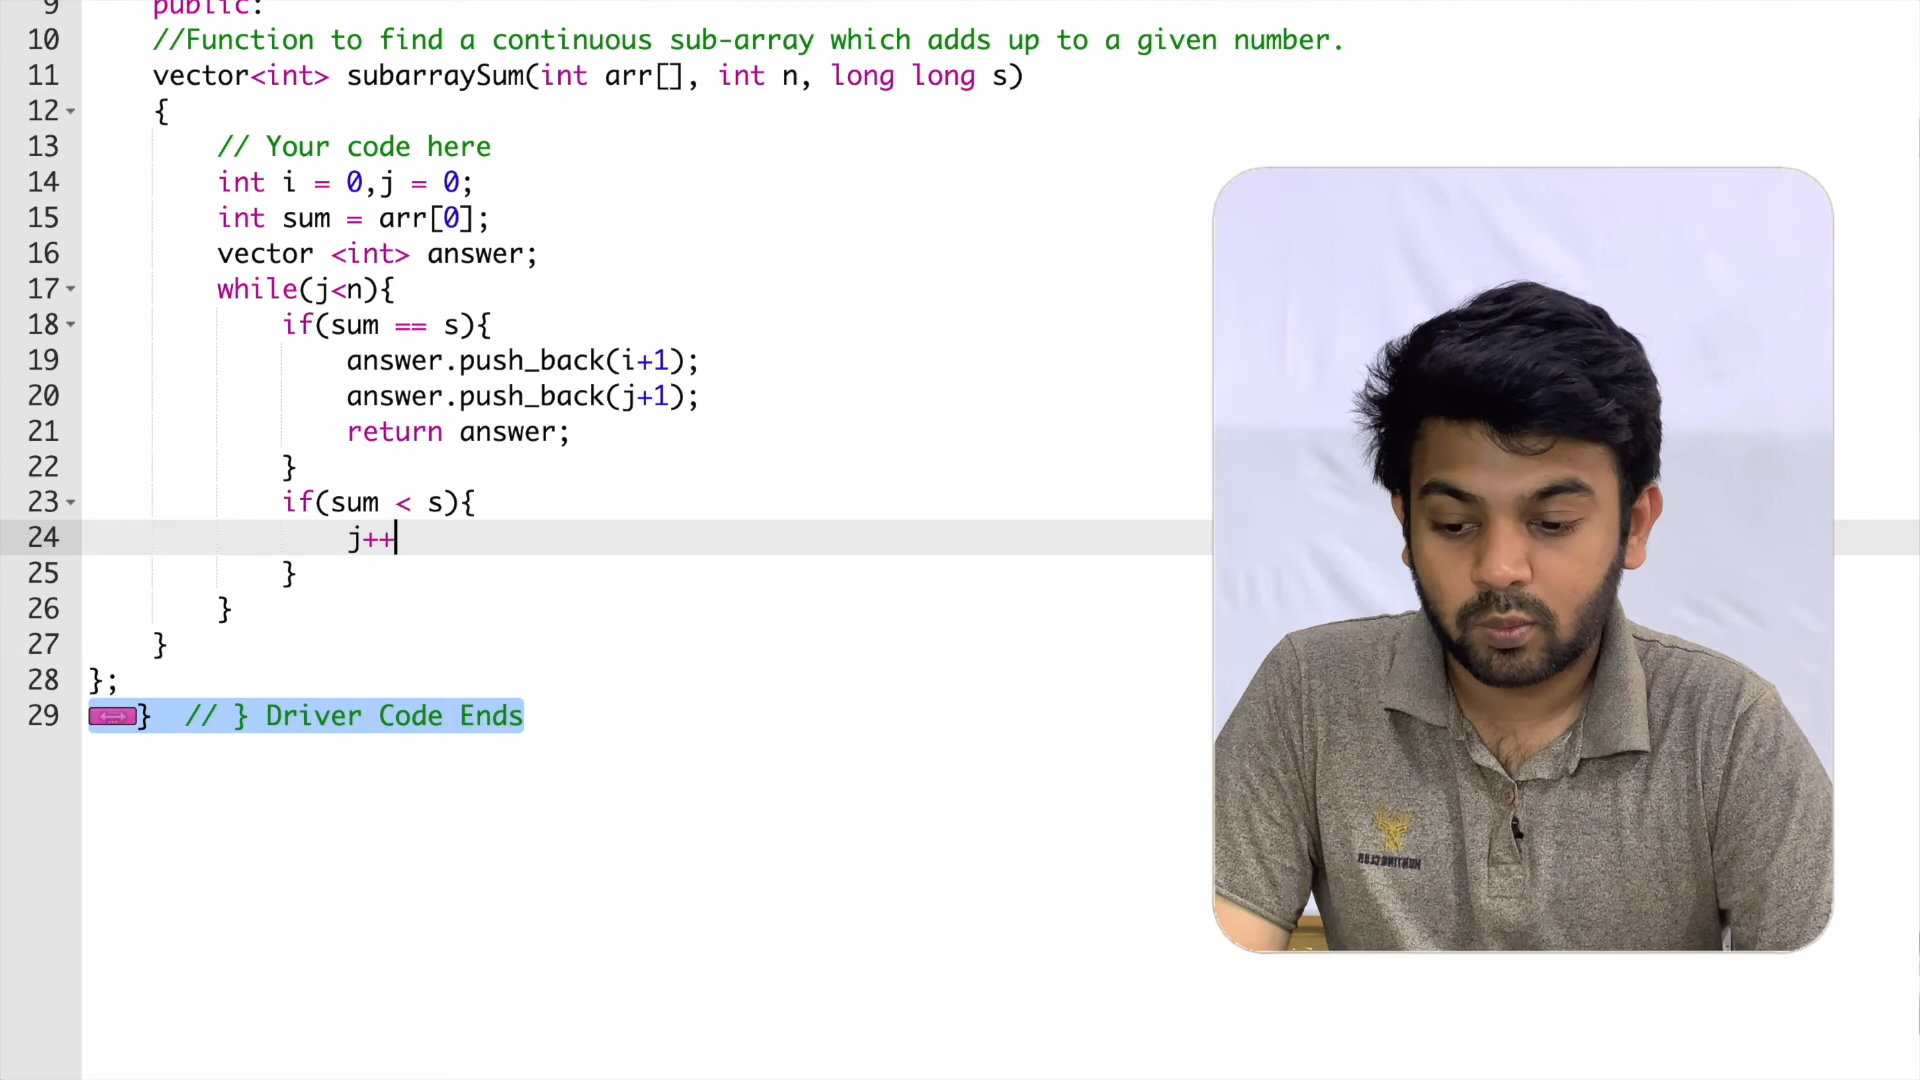 9 public:
10 //Function to find a continuous sub-array which adds up to a given number.
11 vector<int> subarraySum(int arr[], int n, long long s)
12 {
13 // Your code here
14 int i = 0,j = 0;
15 int sum = arr[0];
16 vector <int> answer;
17 while(j<n){
18 if(sum == s){
19 answer.push_back(i+1);
20 answer.push_back(j+1);
21 return answer;
22 }
23 if(sum < s){
24 j++
25 }
26 }
27 }
28 };
29 } // } Driver Code Ends
HUNTING CLUB